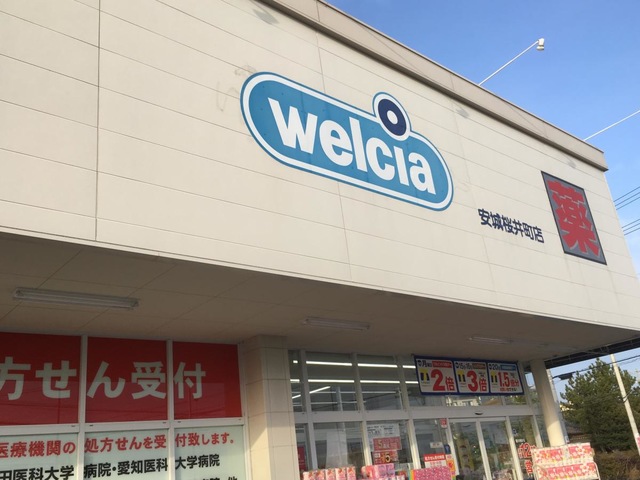 welcia
安城桜井町店
薬
方せん受付
2倍
3倍
1.5倍
医療機関の処方せんを受付致します。
田医科大学 病院・愛知医科大学病院